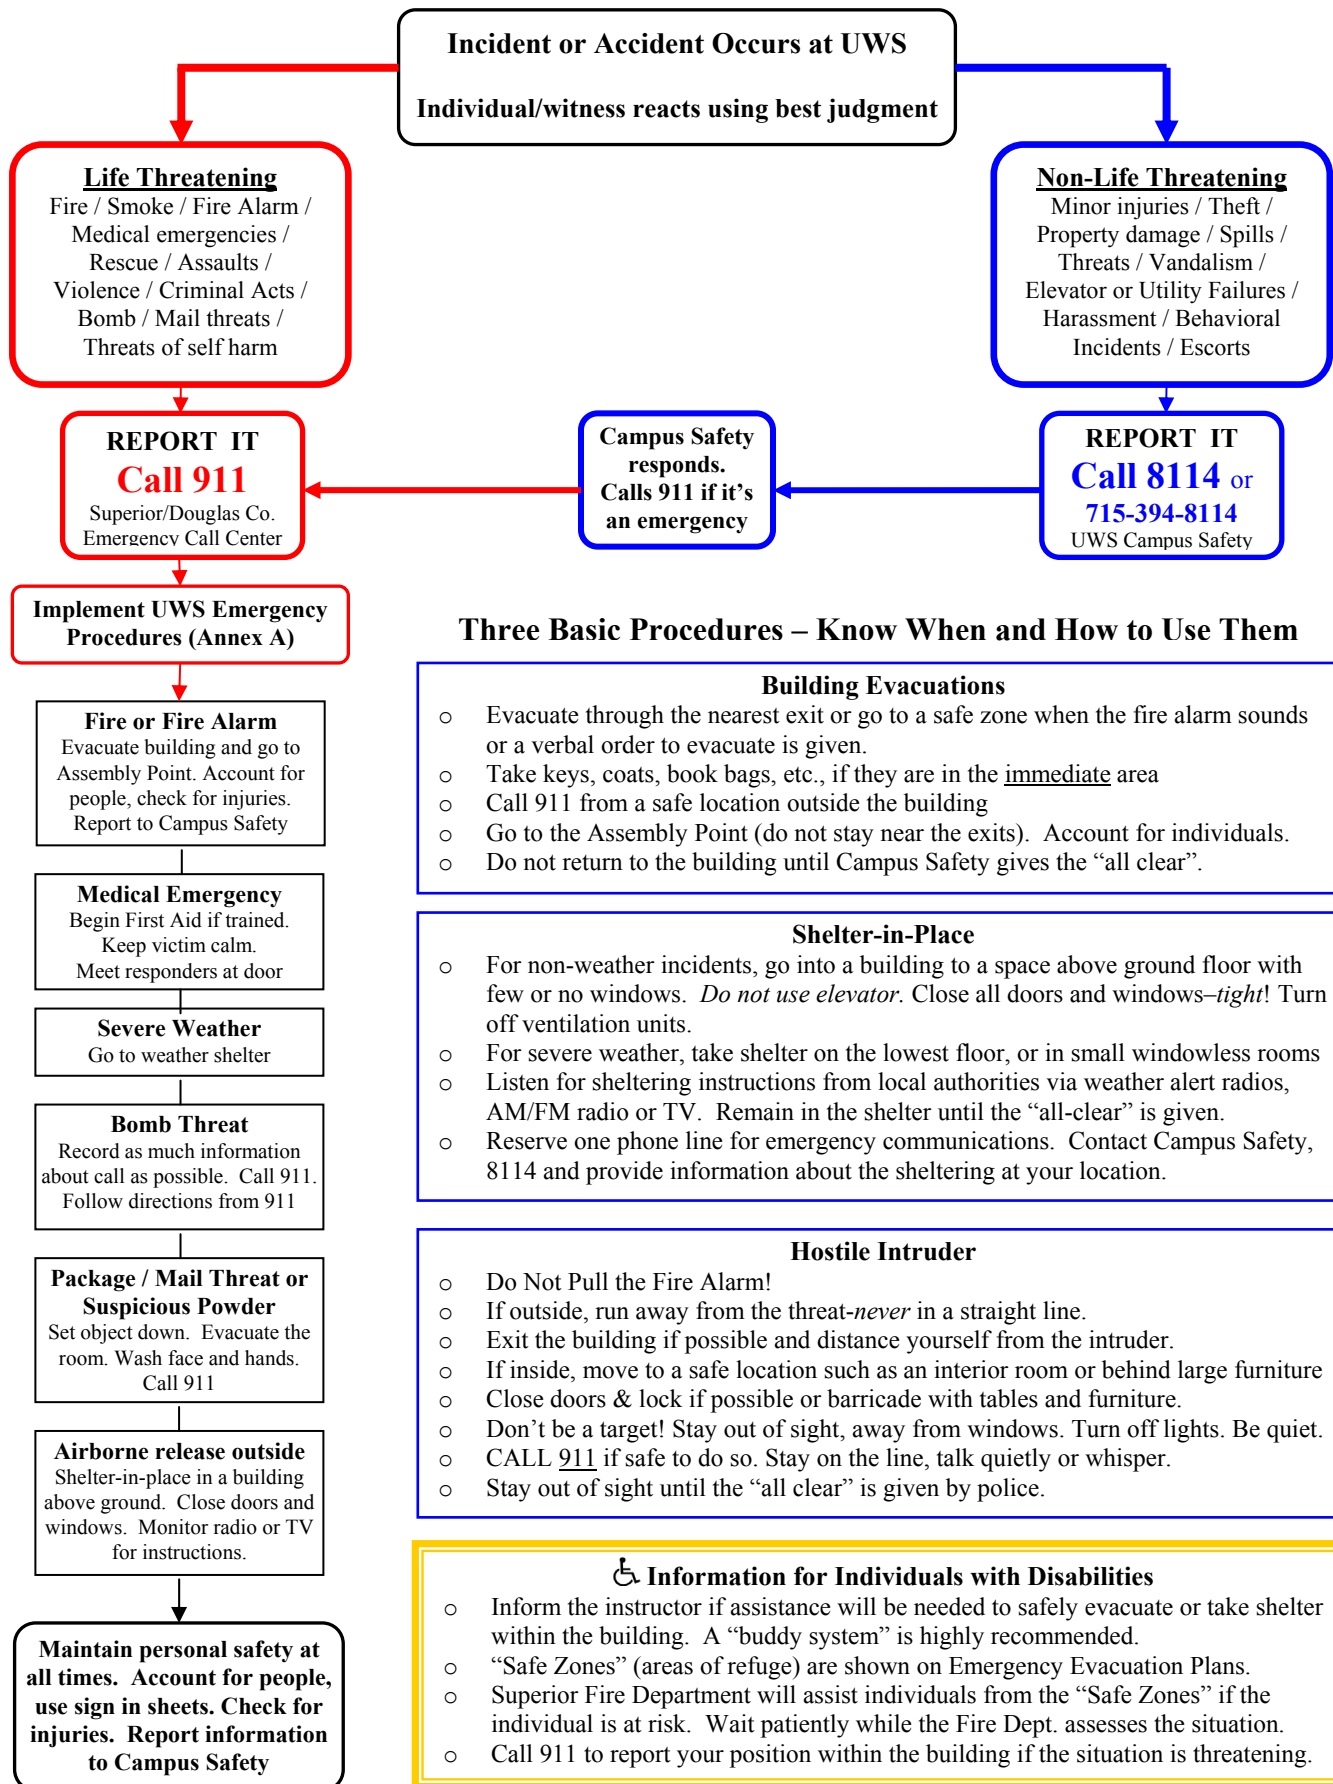 Incident or Accident Occurs at UWS
Individual/witness reacts using best judgment
Life Threatening
Fire / Smoke / Fire Alarm /
Medical emergencies /
Rescue / Assaults /
Violence / Criminal Acts /
Bomb / Mail threats /
Threats of self harm
Non-Life Threatening
Minor injuries / Theft /
Property damage / Spills /
Threats / Vandalism /
Elevator or Utility Failures /
Harassment / Behavioral
Incidents / Escorts
REPORT IT
Call 911
Superior/Douglas Co.
Emergency Call Center
Campus Safety
responds.
Calls 911 if it's
an emergency
REPORT IT
Call 8114 or
715-394-8114
UWS Campus Safety
Implement UWS Emergency
Procedures (Annex A)
Fire or Fire Alarm
Evacuate building and go to
Assembly Point. Account for
people, check for injuries.
Report to Campus Safety
Medical Emergency
Begin First Aid if trained.
Keep victim calm.
Meet responders at door
Severe Weather
Go to weather shelter
Bomb Threat
Record as much information
about call as possible. Call 911.
Follow directions from 911
Package / Mail Threat or
Suspicious Powder
Set object down. Evacuate the
room. Wash face and hands.
Call 911
Airborne release outside
Shelter-in-place in a building
above ground. Close doors and
windows. Monitor radio or TV
for instructions.
Maintain personal safety at
all times. Account for people,
use sign in sheets. Check for
injuries. Report information
to Campus Safety
Three Basic Procedures – Know When and How to Use Them
Building Evacuations
o Evacuate through the nearest exit or go to a safe zone when the fire alarm sounds
or a verbal order to evacuate is given.
o Take keys, coats, book bags, etc., if they are in the immediate area
o Call 911 from a safe location outside the building
o Go to the Assembly Point (do not stay near the exits). Account for individuals.
o Do not return to the building until Campus Safety gives the “all clear”.
Shelter-in-Place
o For non-weather incidents, go into a building to a space above ground floor with
few or no windows. Do not use elevator. Close all doors and windows–tight! Turn
off ventilation units.
o For severe weather, take shelter on the lowest floor, or in small windowless rooms
o Listen for sheltering instructions from local authorities via weather alert radios,
AM/FM radio or TV. Remain in the shelter until the “all-clear” is given.
o Reserve one phone line for emergency communications. Contact Campus Safety,
8114 and provide information about the sheltering at your location.
Hostile Intruder
o Do Not Pull the Fire Alarm!
o If outside, run away from the threat-never in a straight line.
o Exit the building if possible and distance yourself from the intruder.
o If inside, move to a safe location such as an interior room or behind large furniture
o Close doors & lock if possible or barricade with tables and furniture.
o Don’t be a target! Stay out of sight, away from windows. Turn off lights. Be quiet.
o CALL 911 if safe to do so. Stay on the line, talk quietly or whisper.
o Stay out of sight until the “all clear” is given by police.
Information for Individuals with Disabilities
o Inform the instructor if assistance will be needed to safely evacuate or take shelter
within the building. A “buddy system” is highly recommended.
o “Safe Zones” (areas of refuge) are shown on Emergency Evacuation Plans.
o Superior Fire Department will assist individuals from the “Safe Zones” if the
individual is at risk. Wait patiently while the Fire Dept. assesses the situation.
o Call 911 to report your position within the building if the situation is threatening.